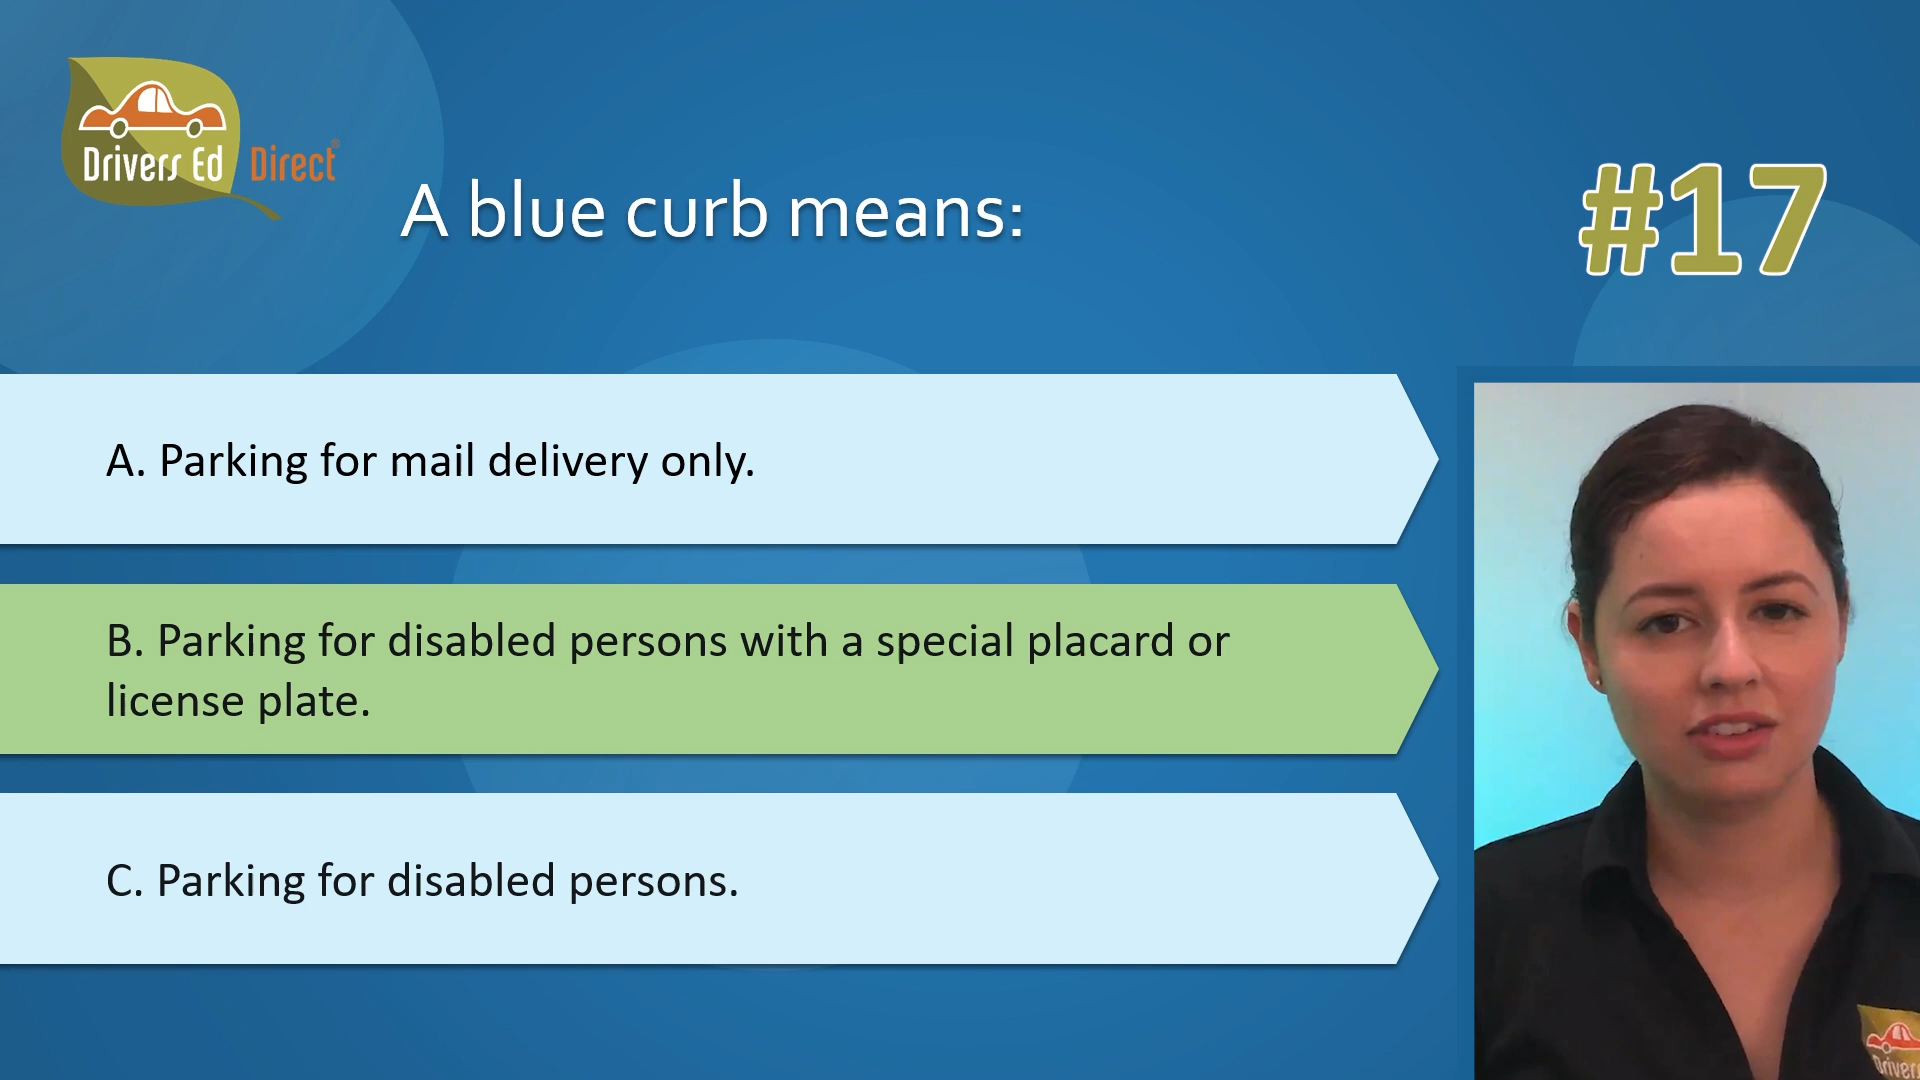 Drivers Ed Direct®
A blue curb means:
#17
A. Parking for mail delivery only.
B. Parking for disabled persons with a special placard or
license plate.
C. Parking for disabled persons.